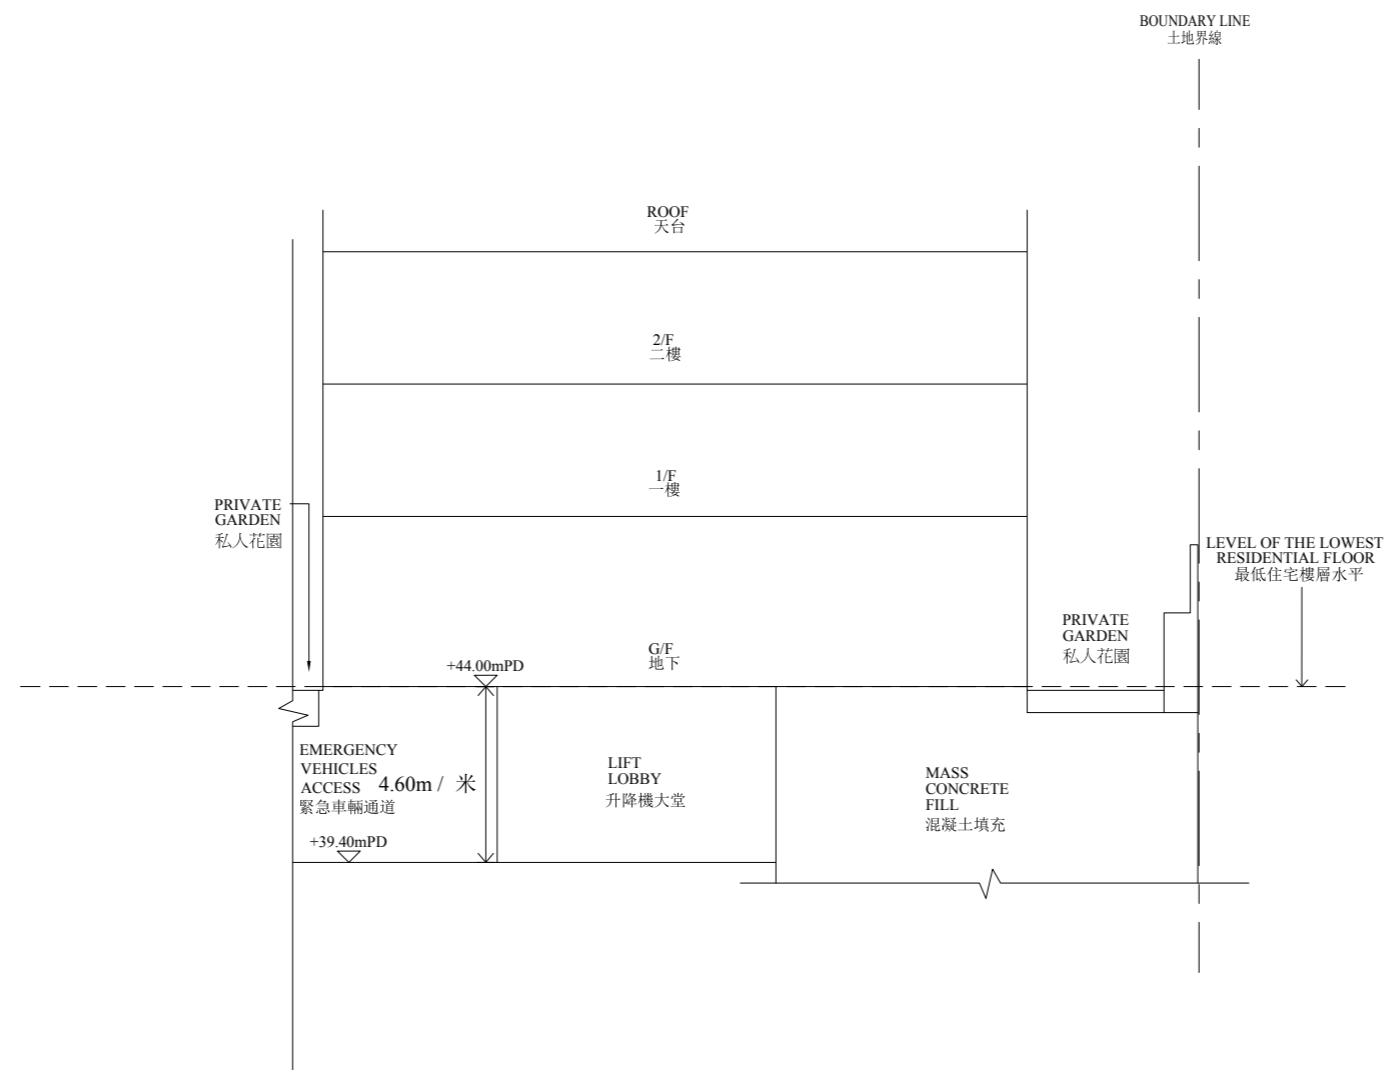 BOUNDARY LINE
土地界線
ROOF
天台
2/F
二樓
1/F
一樓
PRIVATE
GARDEN
私人花園
LEVEL OF THE LOWEST
RESIDENTIAL FLOOR
最低住宅樓層水平
PRIVATE
GARDEN
私人花園
G/F
地下
+44.00mPD
EMERGENCY
VEHICLES
ACCESS
緊急車輛通道
4.60m / 米
LIFT
LOBBY
升降機大堂
MASS
CONCRETE
FILL
混凝土填充
+39.40mPD